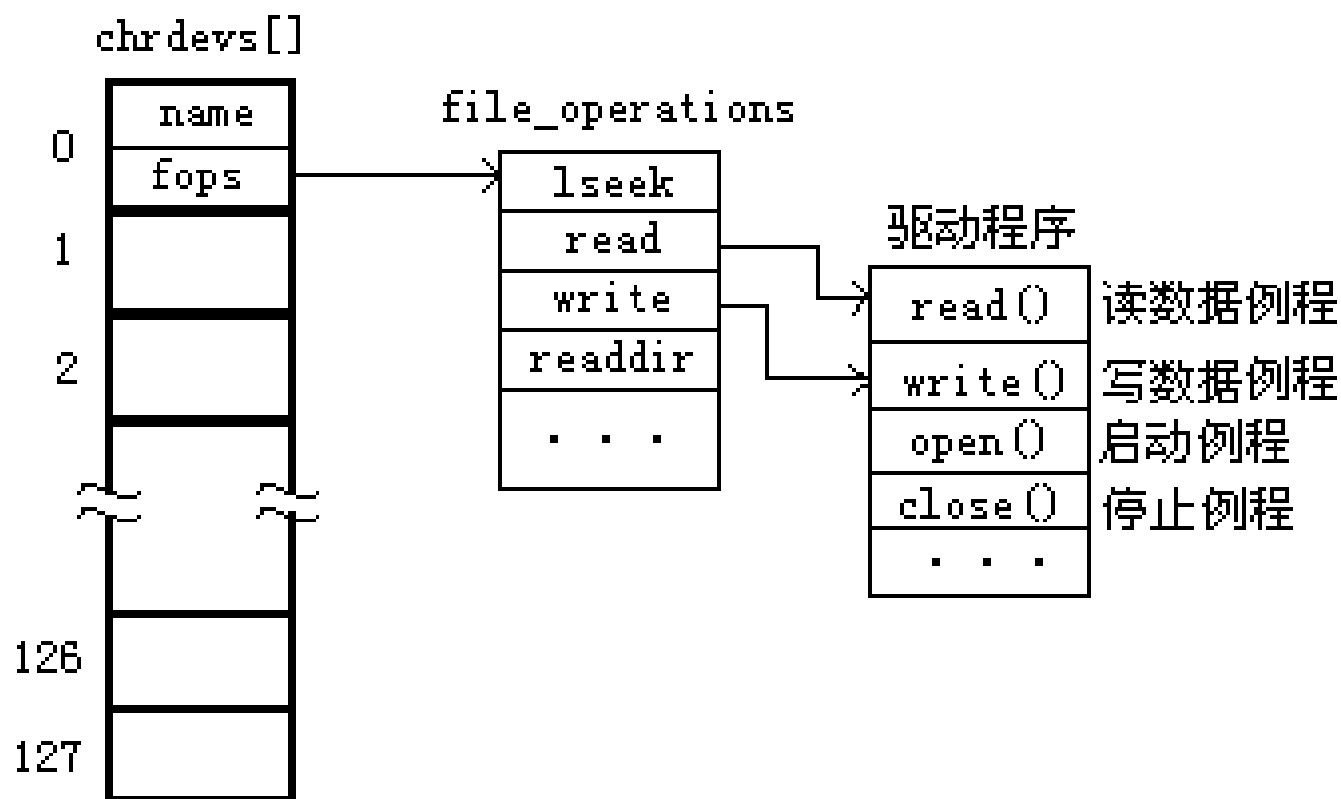 chrdevs[]
0
name
fops
1
2
126
127
file_operations
lseek
read
write
readdir
. . .
驱动程序
read() 读数据例程
write() 写数据例程
open() 启动例程
close() 停止例程
. . .